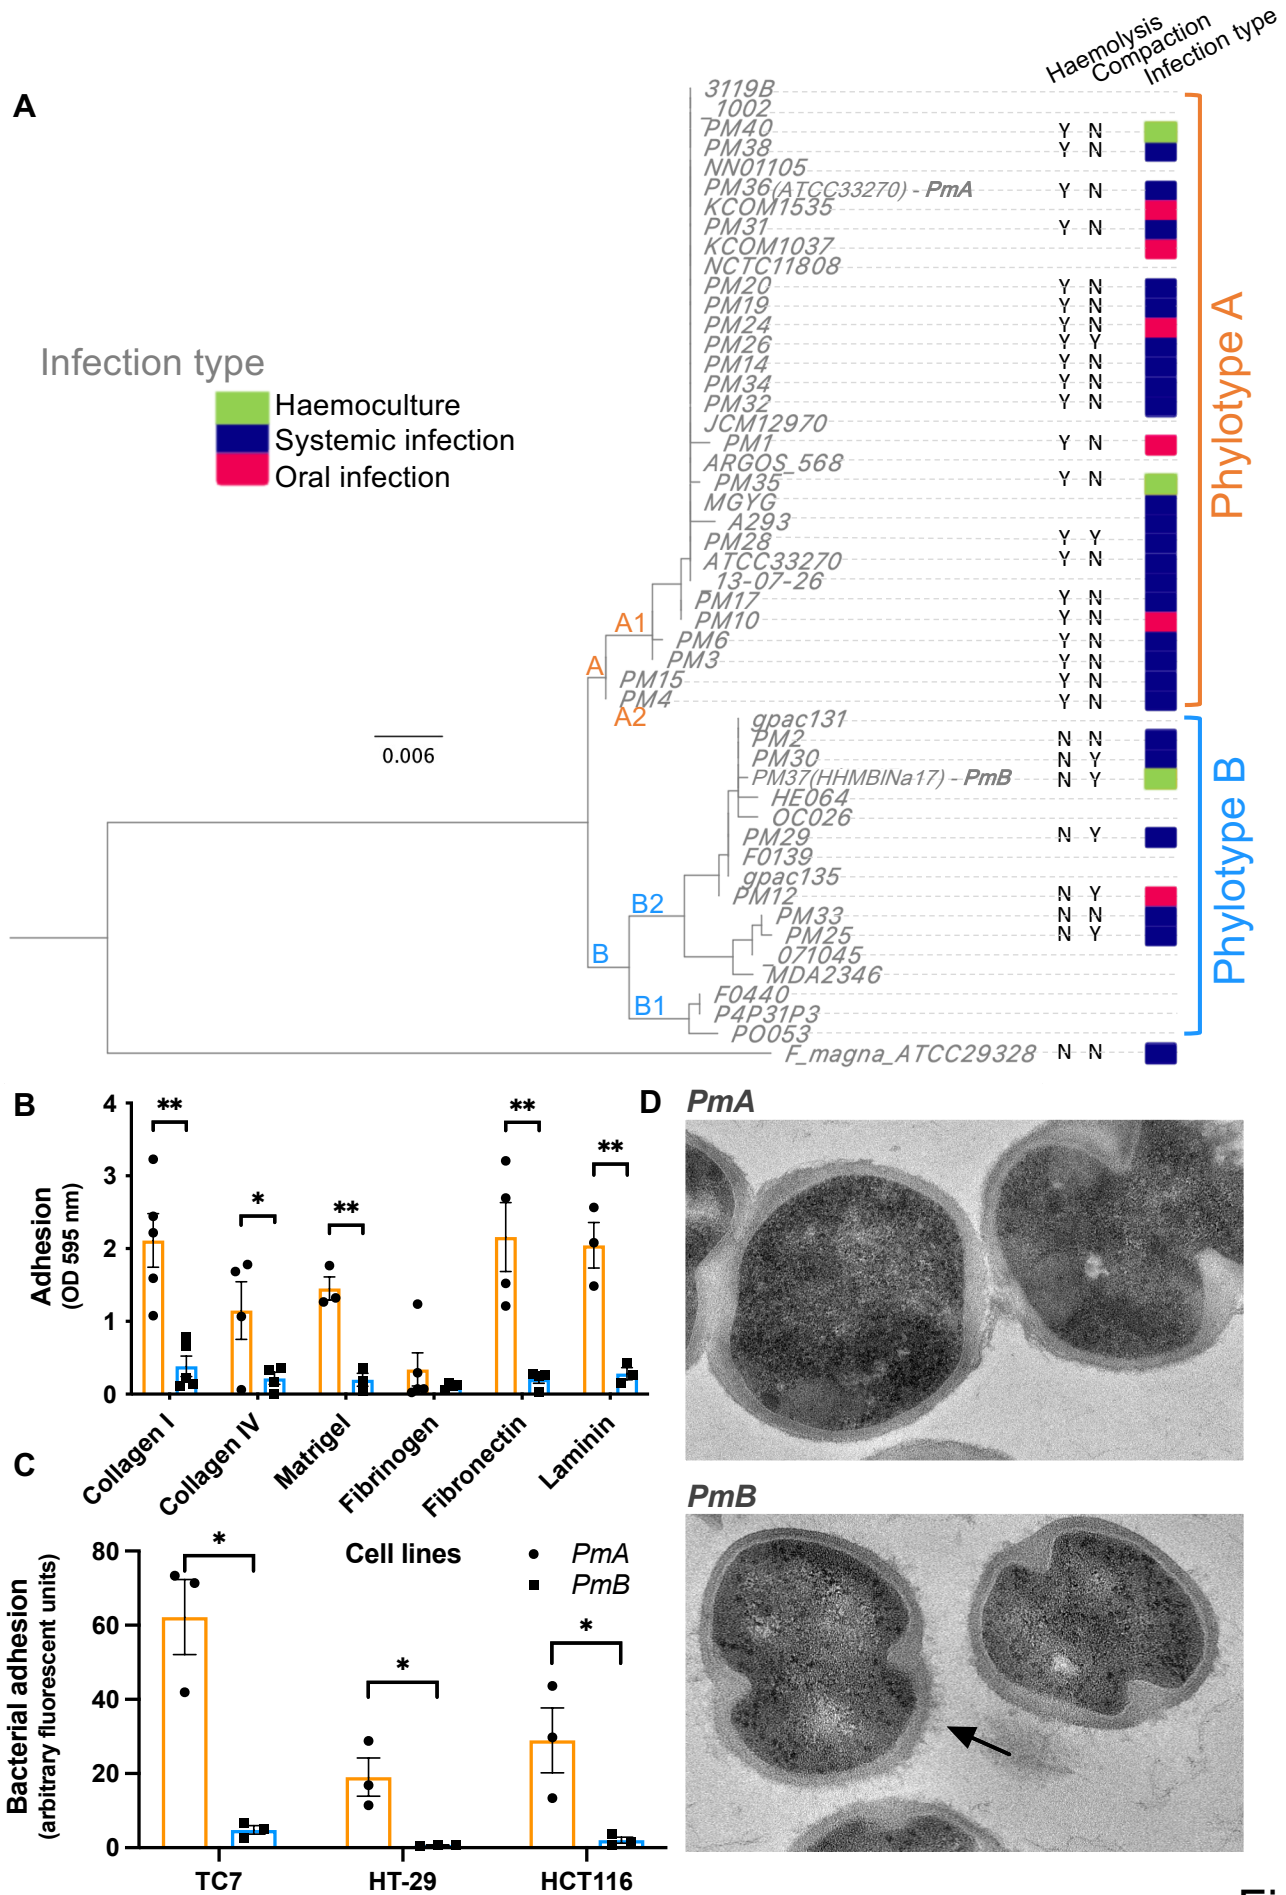 Haemolysis
Compaction
Infection type
A
3119B
1002
PM40 Y N
PM38 Y N
NN01105
PM36(ATCC33270) - PmA Y N
KCOM1535
PM31 Y N
KCOM1037
NCTC11808
PM20 Y N
PM19 Y N
PM24 Y N
PM26 Y Y
PM14 Y N
PM34 Y N
PM32 Y N
JCM12970
PM1 Y N
ARGOS_568
PM35 Y N
MGYG
A293
PM28 Y Y
ATCC33270 Y N
13-07-26
PM17 Y N
PM10 Y N
PM6 Y N
PM3 Y N
PM15 Y N
PM4 Y N
Phylotype A
Infection type
Haemoculture
Systemic infection
Oral infection
A1
A
A2
0.006
gpac131
PM2 N N
PM30 N Y
PM37(HHMBlNa17) - PmB N Y
HE064
OC026
PM29 N Y
F0139
gpac135
PM12 N Y
PM33 N N
PM25 N Y
071045
MDA2346
F0440
P4P31P3
PO053
F_magna_ATCC29328 N N
Phylotype B
B2
B
B1
B
Adhesion
(OD 595 nm)
4
3
2
1
0
** * ** ** **
Collagen I
Collagen IV
Matrigel
Fibrinogen
Fibronectin
Laminin
C
Bacterial adhesion
(arbitrary fluorescent units)
80
60
40
20
0
Cell lines
PmA
PmB
* * *
TC7 HT-29 HCT116
D PmA
PmB